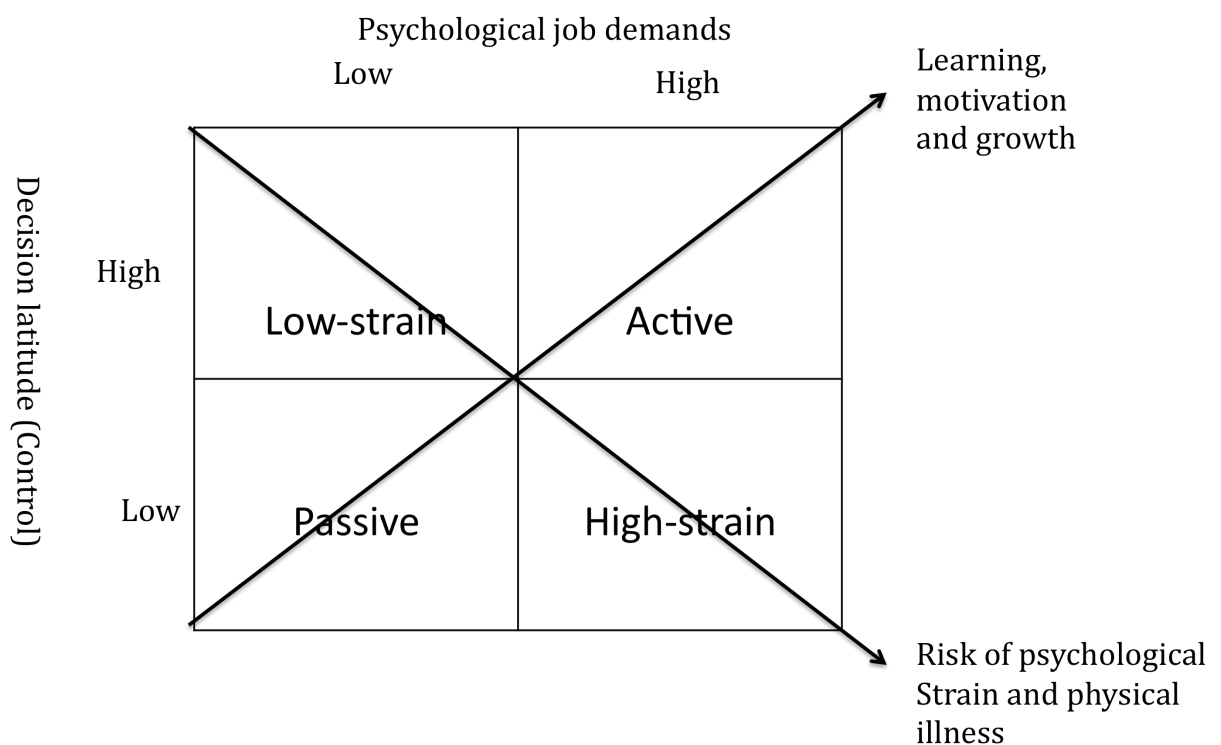 Psychological job demands
Low
High
Learning,
motivation
and growth
Decision latitude (Control)
High
Low-strain
Active
Low
Passive
High-strain
Risk of psychological
Strain and physical
illness